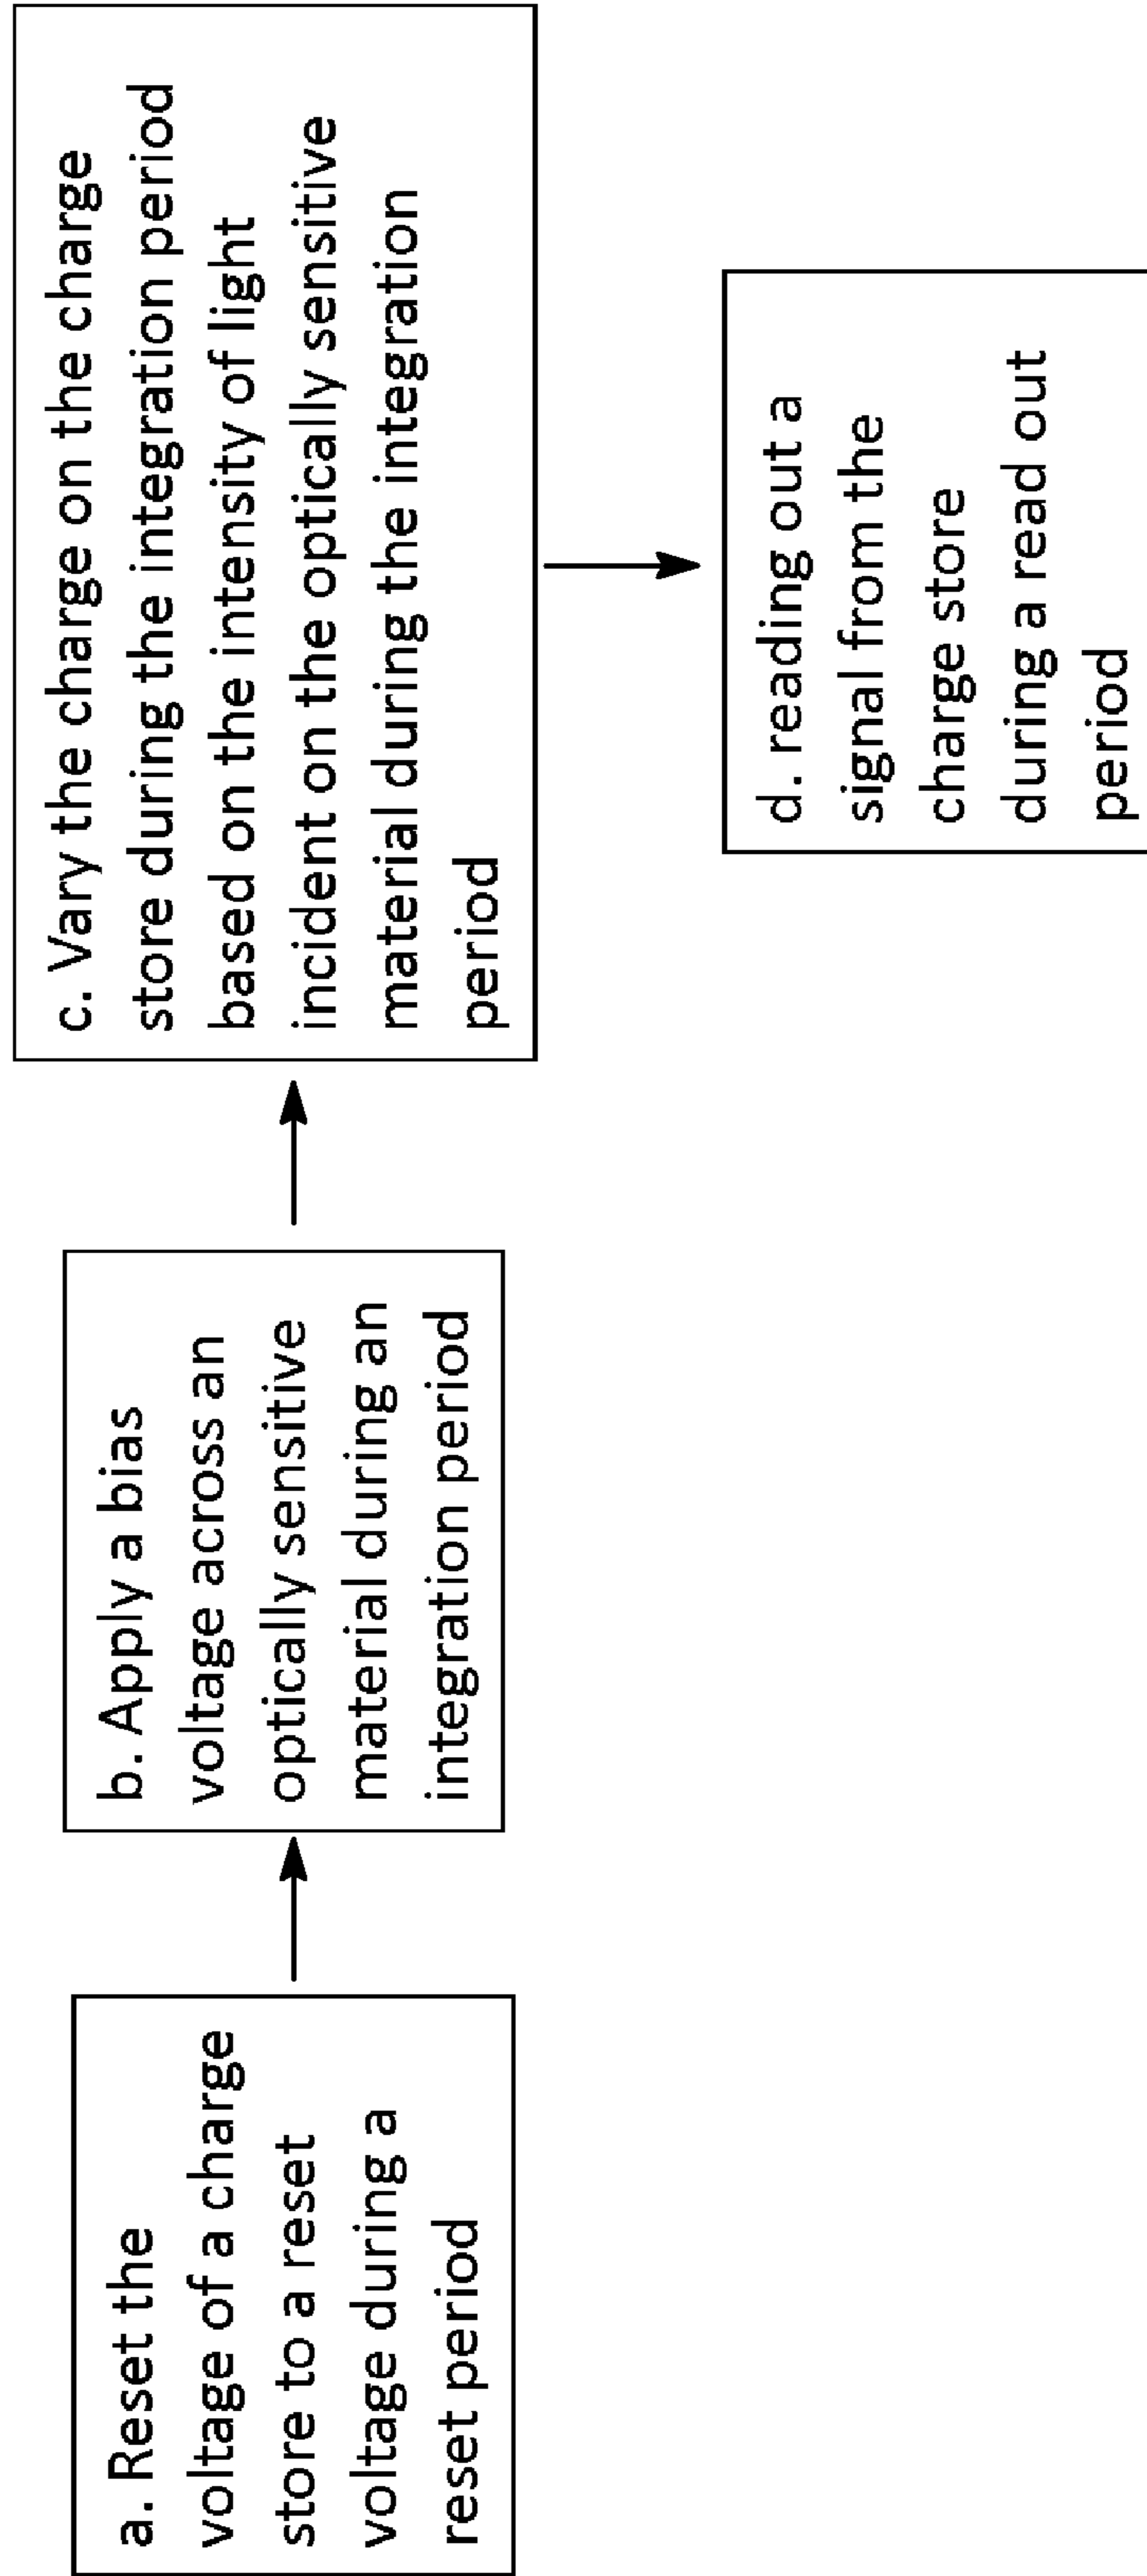 a. Reset the
voltage of a charge
store to a reset
voltage during a
reset period
b. Apply a bias
voltage across an
optically sensitive
material during an
integration period
c. Vary the charge on the charge
store during the integration period
based on the intensity of light
incident on the optically sensitive
material during the integration
period
d. reading out a
signal from the
charge store
during a read out
period